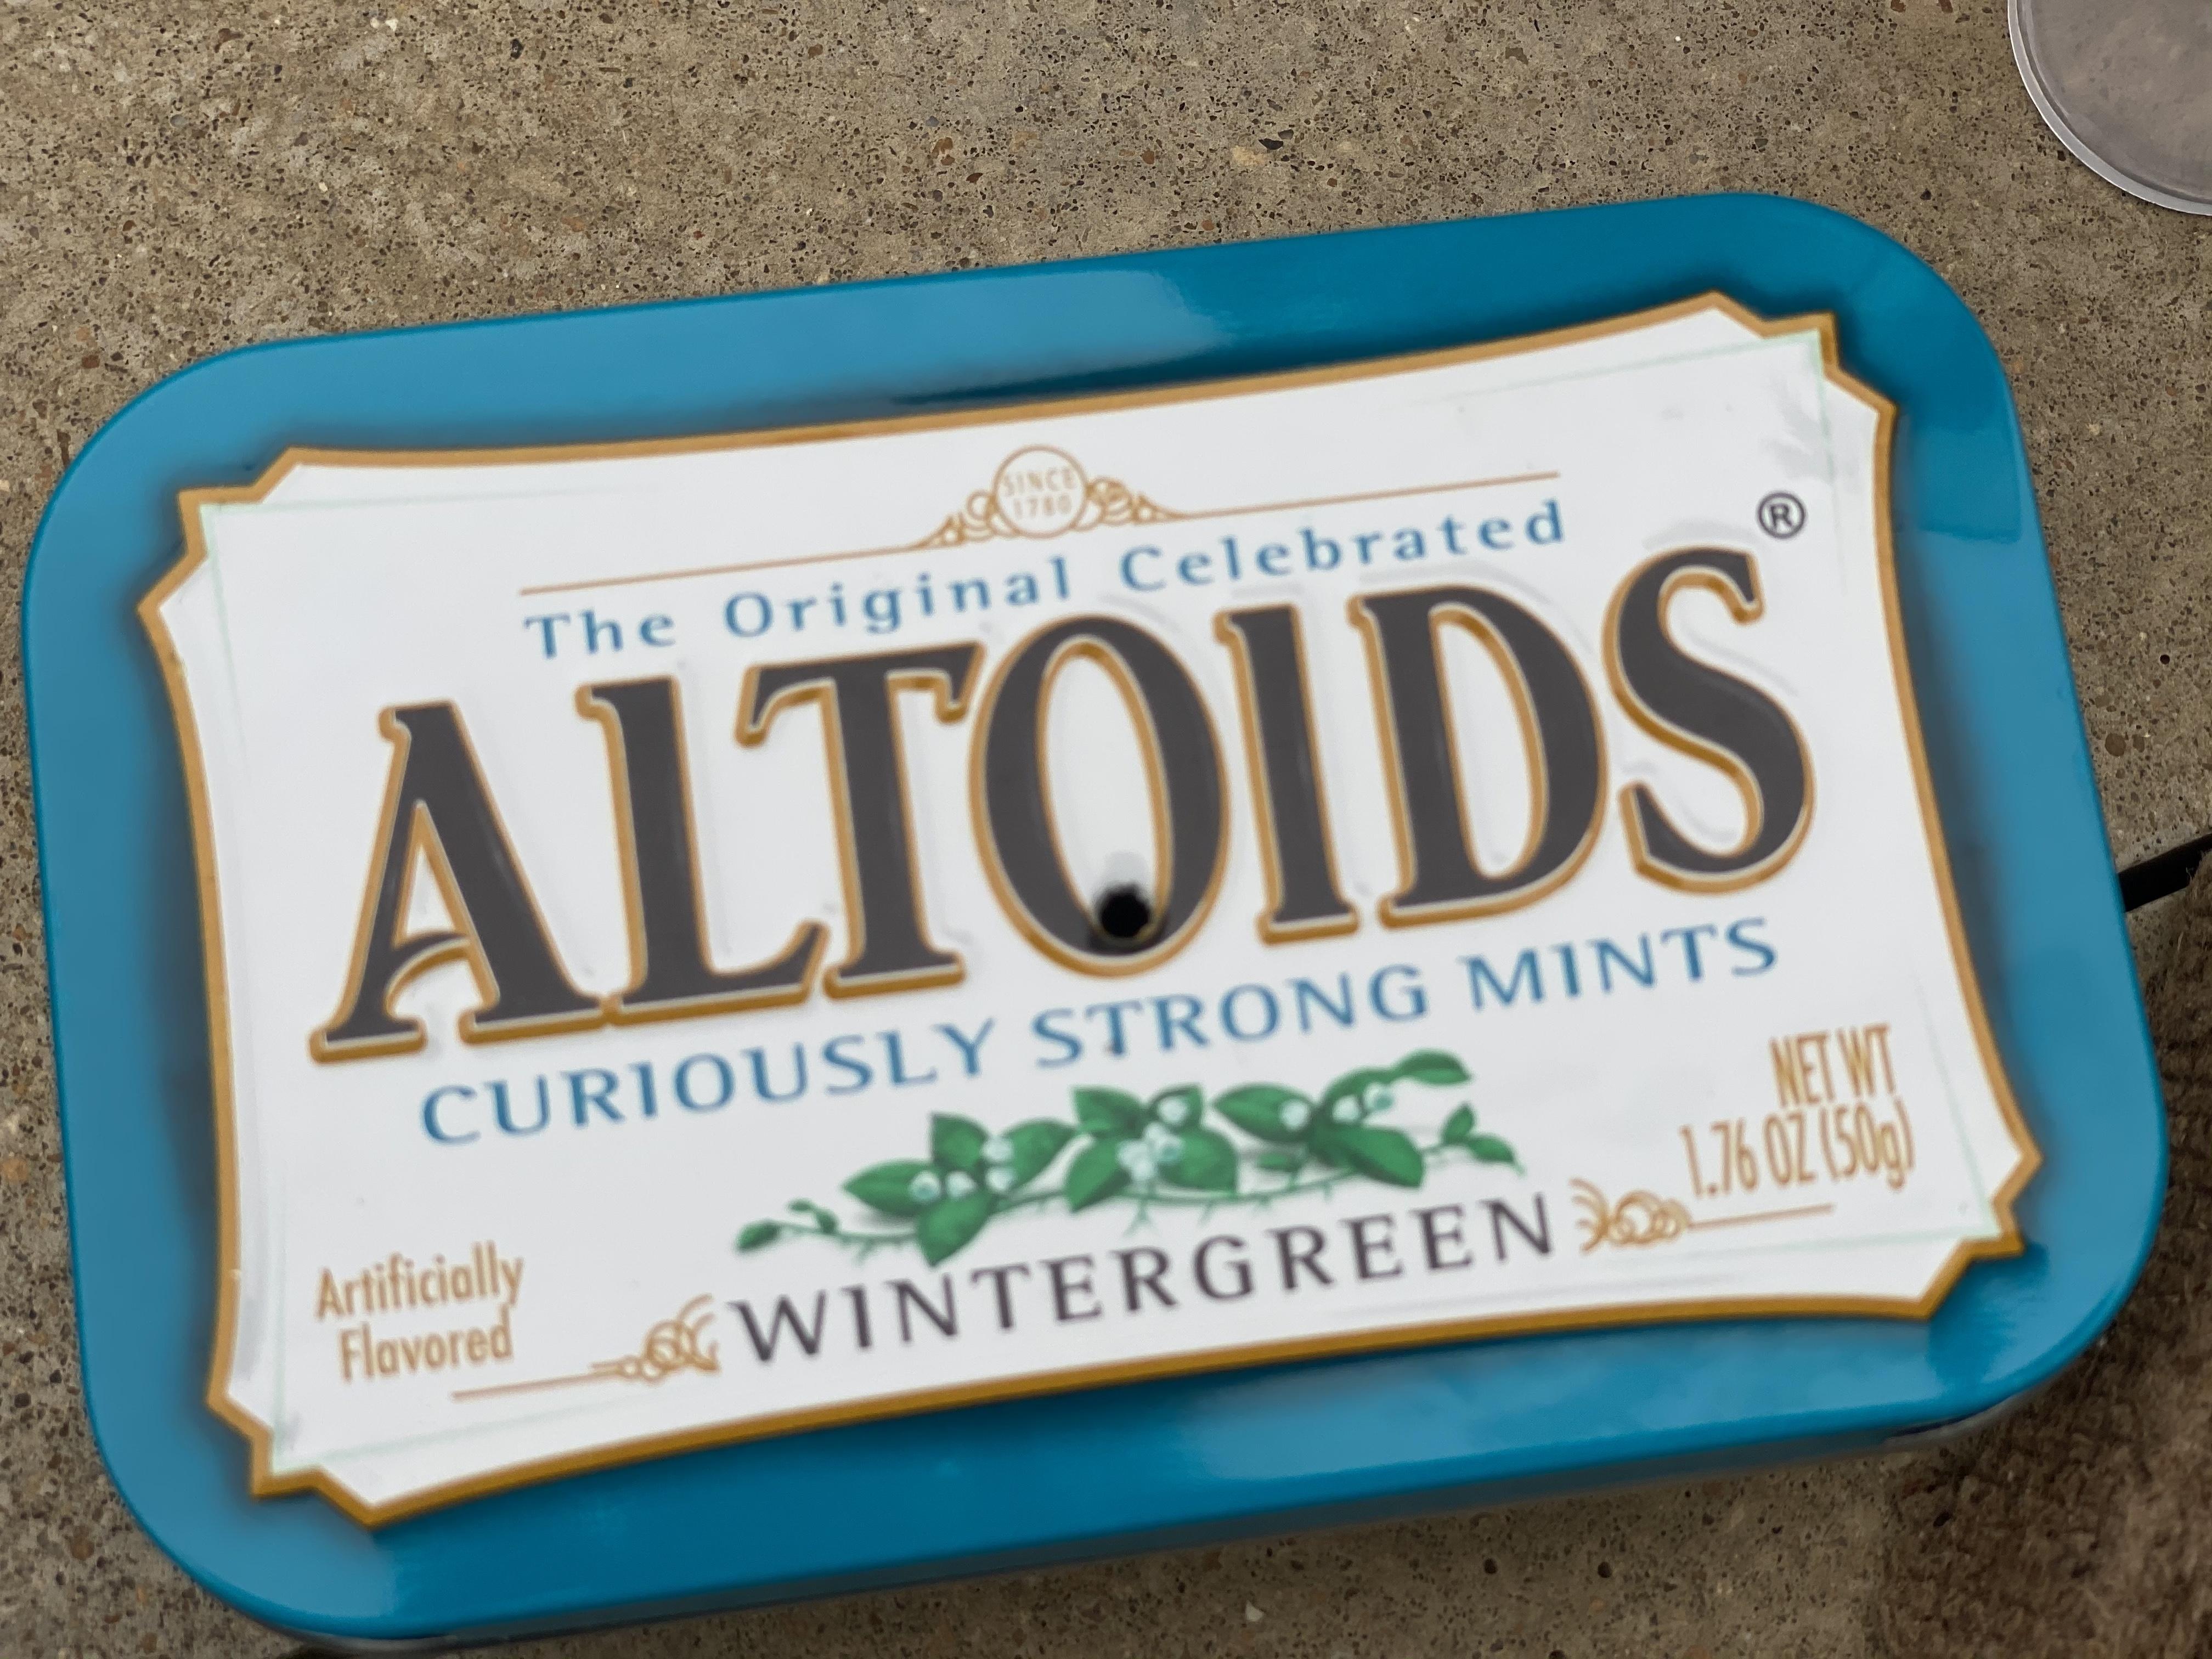 SINCE
1780
The Original Celebrated
ALTOIDS®
CURIOUSLY STRONG MINTS
NET WT
1.76 OZ (50g)
Artificially
Flavored
WINTERGREEN